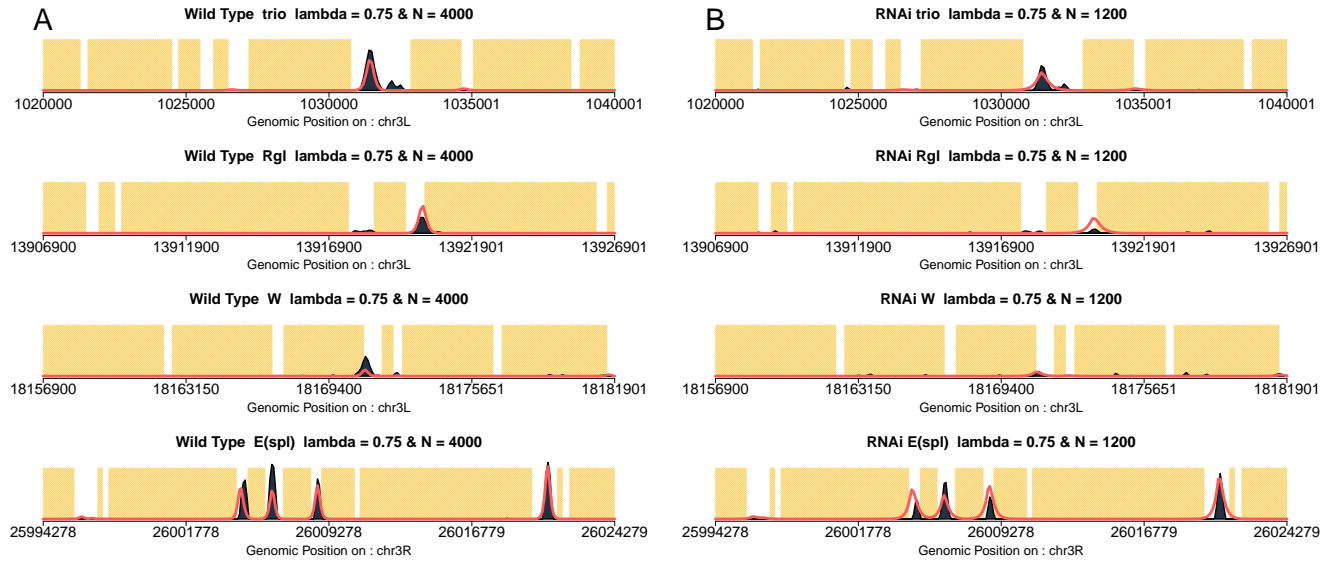 A
Wild Type trio lambda = 0.75 & N = 4000
1020000 1025000 1030000 1035001 1040001
Genomic Position on : chr3L
Wild Type Rgl lambda = 0.75 & N = 4000
13906900 13911900 13916900 13921901 13926901
Genomic Position on : chr3L
Wild Type W lambda = 0.75 & N = 4000
18156900 18163150 18169400 18175651 18181901
Genomic Position on : chr3L
Wild Type E(spl) lambda = 0.75 & N = 4000
25994278 26001778 26009278 26016779 26024279
Genomic Position on : chr3R
B
RNAi trio lambda = 0.75 & N = 1200
1020000 1025000 1030000 1035001 1040001
Genomic Position on : chr3L
RNAi Rgl lambda = 0.75 & N = 1200
13906900 13911900 13916900 13921901 13926901
Genomic Position on : chr3L
RNAi W lambda = 0.75 & N = 1200
18156900 18163150 18169400 18175651 18181901
Genomic Position on : chr3L
RNAi E(spl) lambda = 0.75 & N = 1200
25994278 26001778 26009278 26016779 26024279
Genomic Position on : chr3R